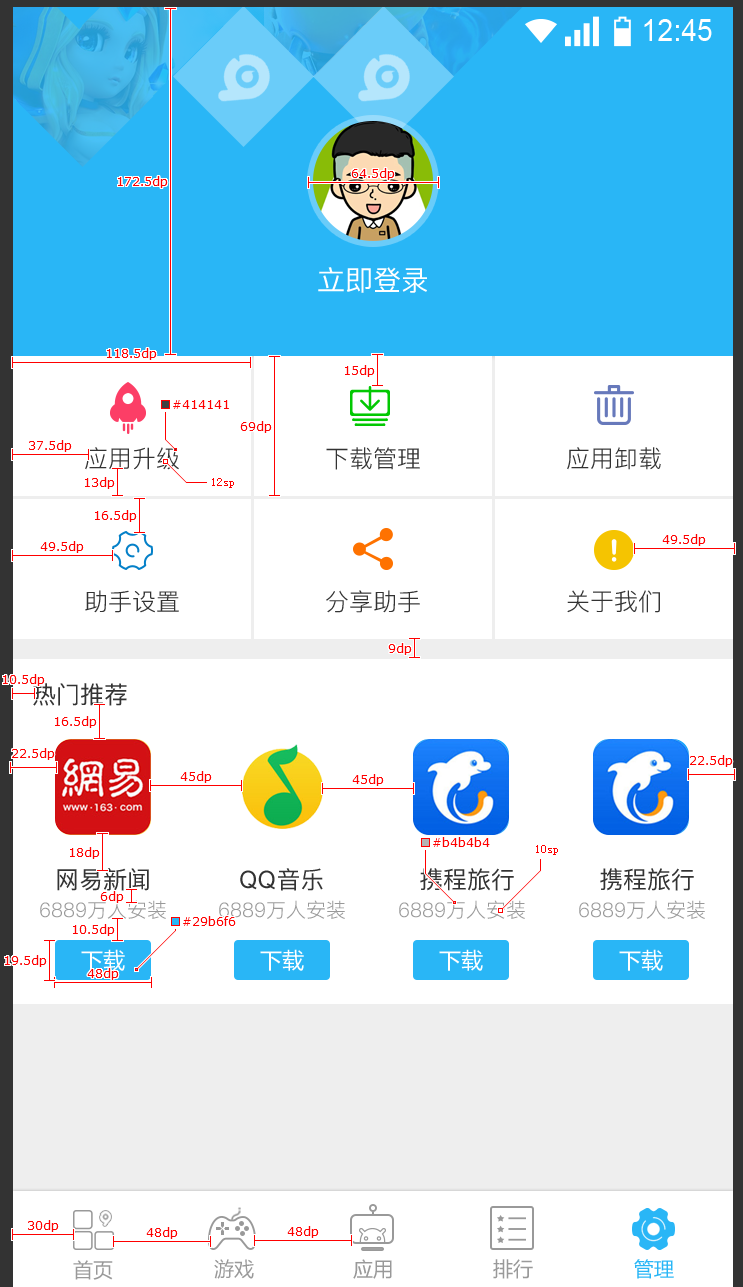 12:45
172.5dp
64.5dp
立即登录
118.5dp
15dp
#414141
37.5dp
69dp
应用升级
下载管理
应用卸载
13dp
12sp
16.5dp
49.5dp
49.5dp
助手设置
分享助手
关于我们
9dp
10.5dp
热门推荐
16.5dp
22.5dp
45dp
45dp
22.5dp
網易
www.163.com
18dp
#b4b4b4
10sp
网易新闻
QQ音乐
携程旅行
携程旅行
6dp
6889万人安装
6889万人安装
6889万人安装
6889万人安装
#29b6f6
10.5dp
19.5dp
下载
下载
下载
下载
48dp
30dp
48dp
48dp
首页
游戏
应用
排行
管理